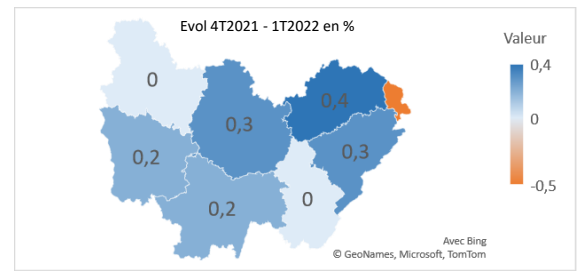 Evol 4T2021 - 1T2022 en %
Valeur
0,4
0
-0,5
0
0,4
0,3
0,3
0,2
0,2
0
Avec Bing
© GeoNames, Microsoft, TomTom